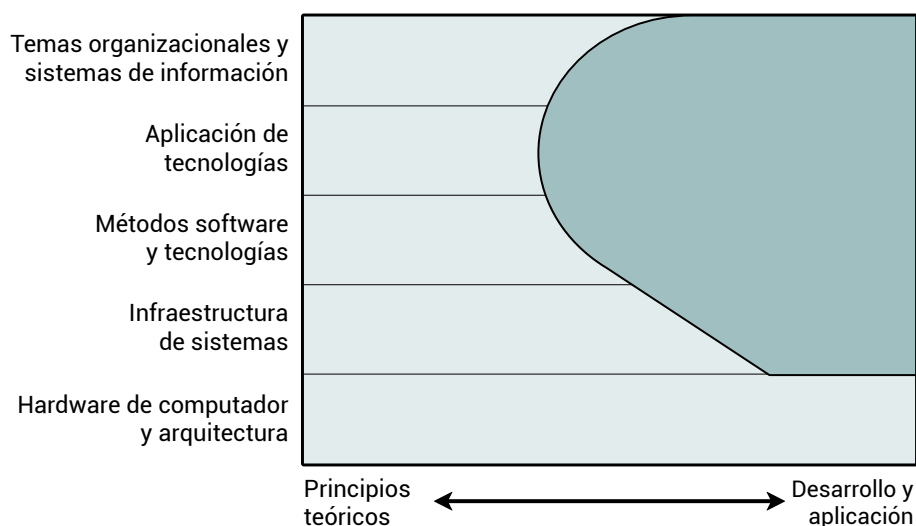 Temas organizacionales y
sistemas de información
Aplicación de
tecnologías
Métodos software
y tecnologías
Infraestructura
de sistemas
Hardware de computador
y arquitectura
Principios
teóricos
Desarrollo y
aplicación